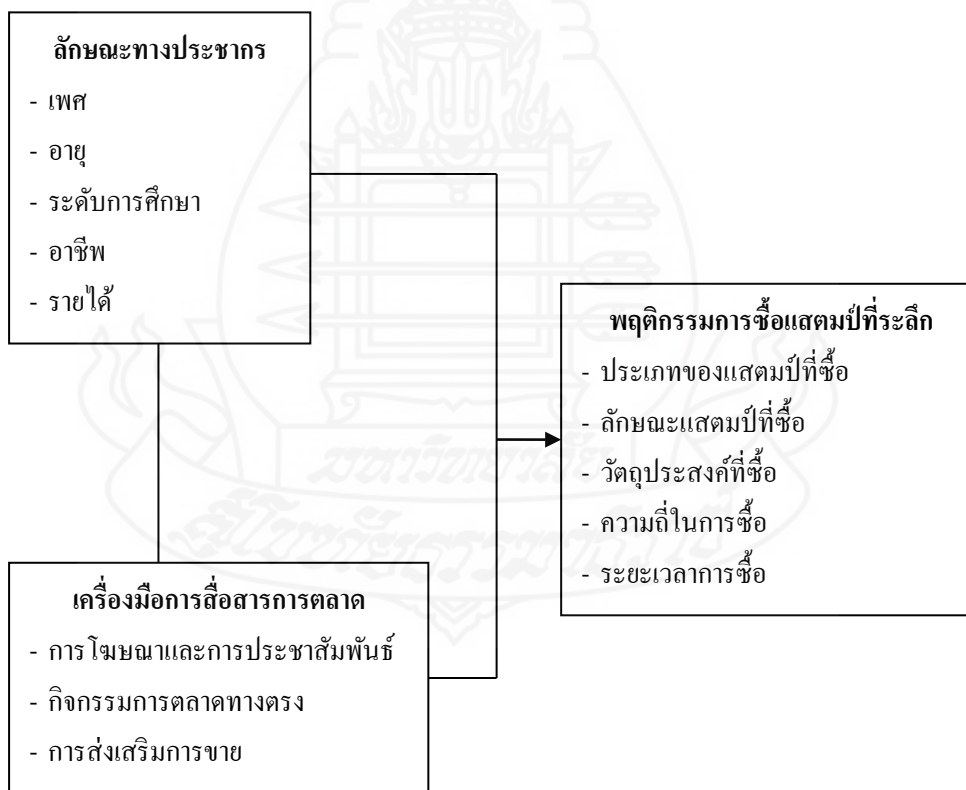 ลักษณะทางประชากร
- เพศ
- อายุ
- ระดับการศึกษา
- อาชีพ
- รายได้
พฤติกรรมการซื้อแสตมป์ที่ระลึก
- ประเภทของแสตมป์ที่ซื้อ
- ลักษณะแสตมป์ที่ซื้อ
- วัตถุประสงค์ที่ซื้อ
- ความถี่ในการซื้อ
- ระยะเวลาการซื้อ
เครื่องมือการสื่อสารการตลาด
- การโฆษณาและการประชาสัมพันธ์
- กิจกรรมการตลาดทางตรง
- การส่งเสริมการขาย